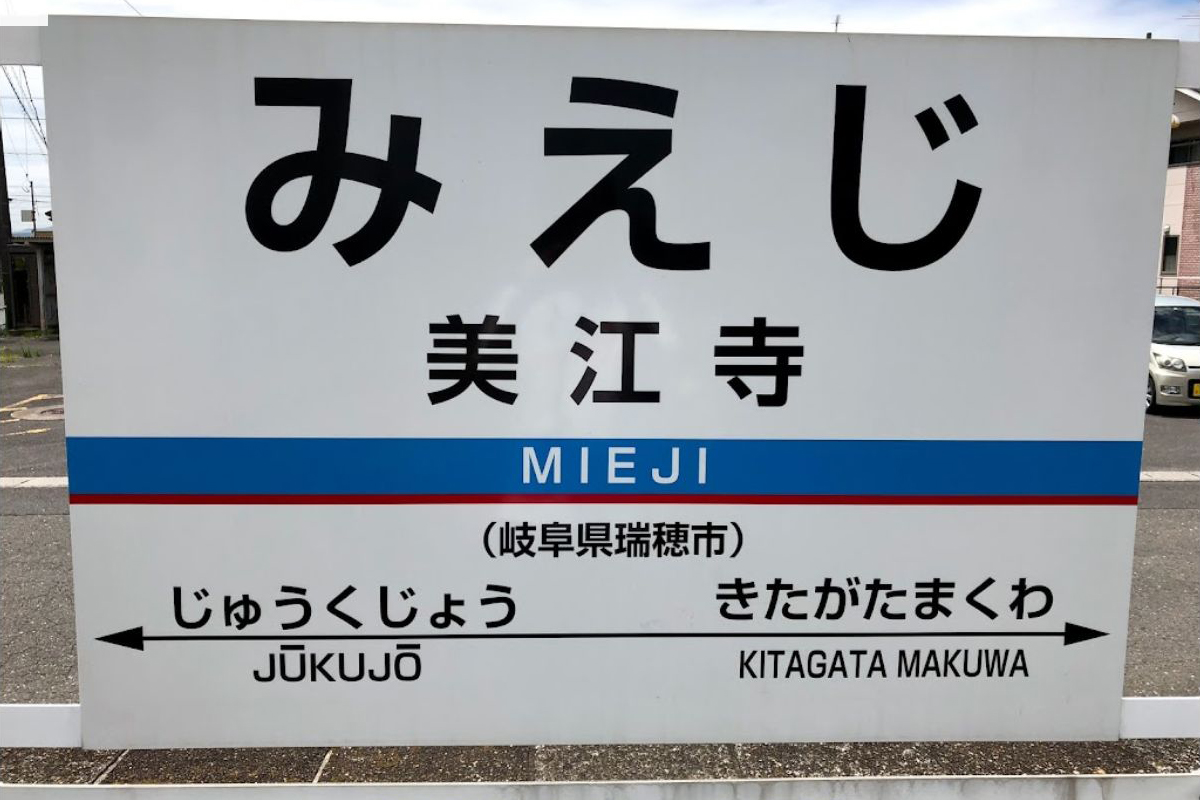 みえじ
美江寺
MIEJI
（岐阜県瑞穂市）
じゅうくじょう きたがたまくわ
JŪKUJŌ KITAGATA MAKUWA